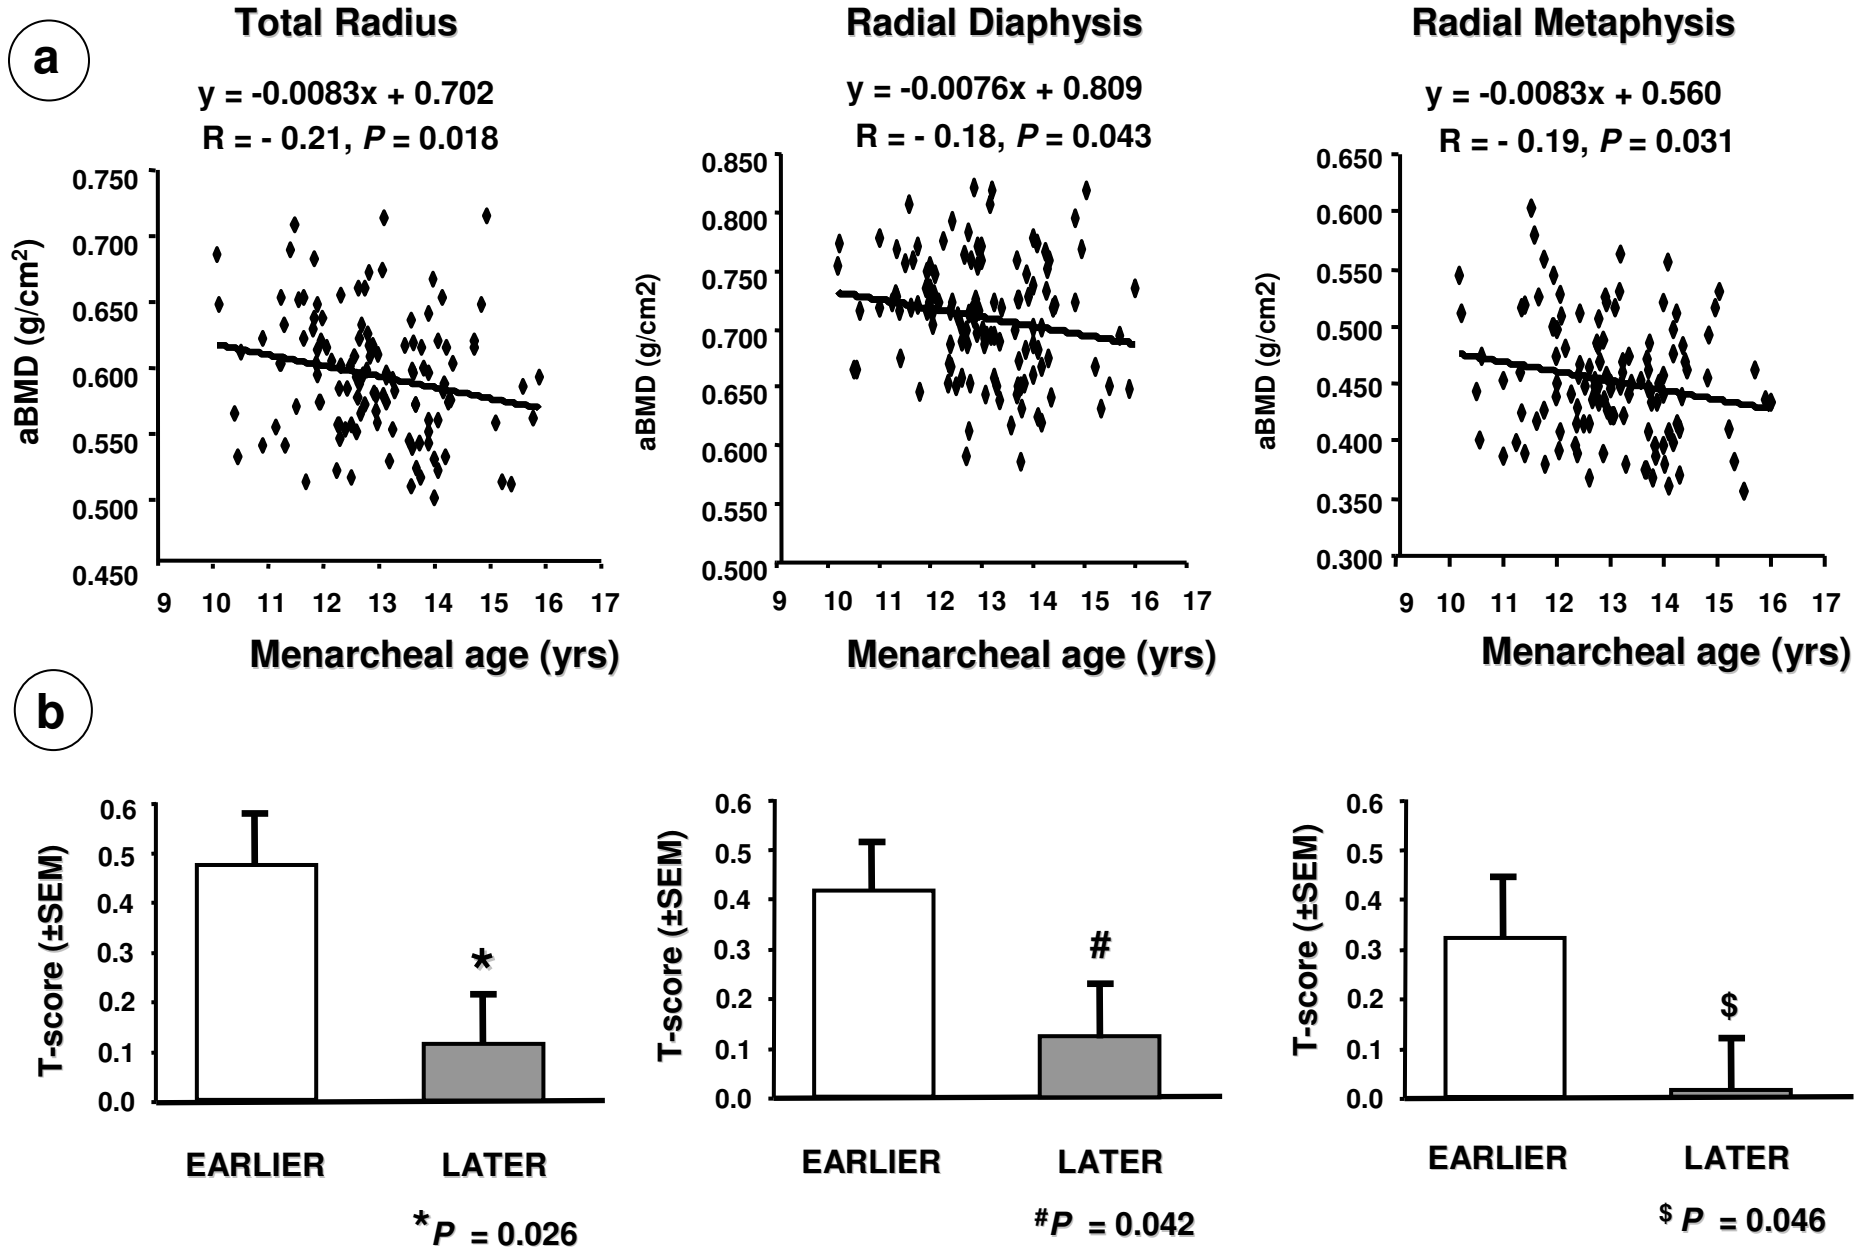 a
Total Radius
y = -0.0083x + 0.702
R = - 0.21, P = 0.018
aBMD (g/cm2)
0.750
0.700
0.650
0.600
0.550
0.500
0.450
9 10 11 12 13 14 15 16 17
Menarcheal age (yrs)
Radial Diaphysis
y = -0.0076x + 0.809
R = - 0.18, P = 0.043
aBMD (g/cm2)
0.850
0.800
0.750
0.700
0.650
0.600
0.550
0.500
9 10 11 12 13 14 15 16 17
Menarcheal age (yrs)
Radial Metaphysis
y = -0.0083x + 0.560
R = - 0.19, P = 0.031
aBMD (g/cm2)
0.650
0.600
0.550
0.500
0.450
0.400
0.350
0.300
9 10 11 12 13 14 15 16 17
Menarcheal age (yrs)
b
T-score (±SEM)
0.6
0.5
0.4
0.3
0.2
0.1
0.0
*
EARLIER LATER
*P = 0.026
T-score (±SEM)
0.6
0.5
0.4
0.3
0.2
0.1
0.0
#
EARLIER LATER
#P = 0.042
T-score (±SEM)
0.6
0.5
0.4
0.3
0.2
0.1
0.0
$
EARLIER LATER
$ P = 0.046